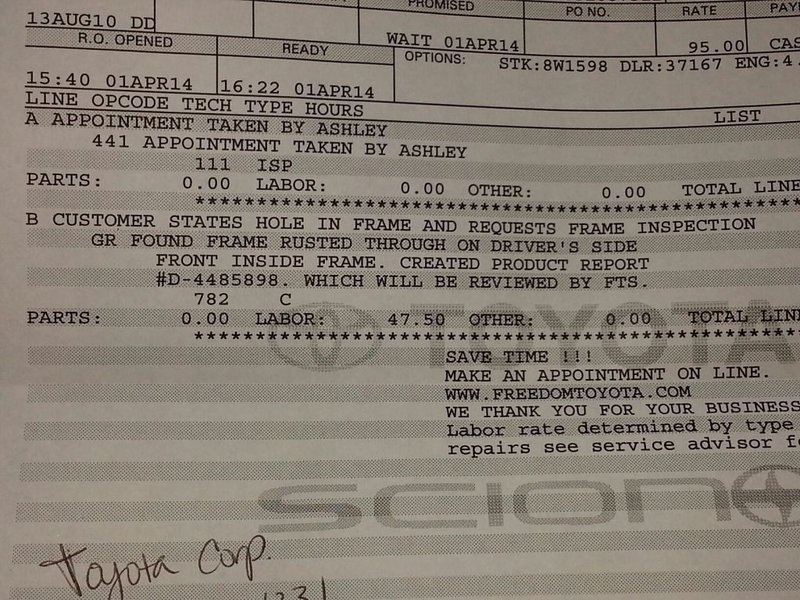 PROMISED
PO NO.
RATE
13AUG10 DD
WAIT 01APR14
95.00
R.O. OPENED
READY
OPTIONS:
STK:8W1598 DLR:37167 ENG:4.
15:40 01APR14
16:22 01APR14
LINE OPCODE TECH TYPE HOURS
LIST
A APPOINTMENT TAKEN BY ASHLEY
441 APPOINTMENT TAKEN BY ASHLEY
111 ISP
PARTS: 0.00 LABOR: 0.00 OTHER: 0.00 TOTAL LINE
B CUSTOMER STATES HOLE IN FRAME AND REQUESTS FRAME INSPECTION
GR FOUND FRAME RUSTED THROUGH ON DRIVER'S SIDE
FRONT INSIDE FRAME. CREATED PRODUCT REPORT
#D-4485898. WHICH WILL BE REVIEWED BY FTS.
782 C
PARTS: 0.00 LABOR: 47.50 OTHER: 0.00 TOTAL LINE
TOYOTA
SAVE TIME !!!
MAKE AN APPOINTMENT ON LINE.
WWW.FREEDOMTOYOTA.COM
WE THANK YOU FOR YOUR BUSINESS
Labor rate determined by type
repairs see service advisor
scion
Toyota Corp.